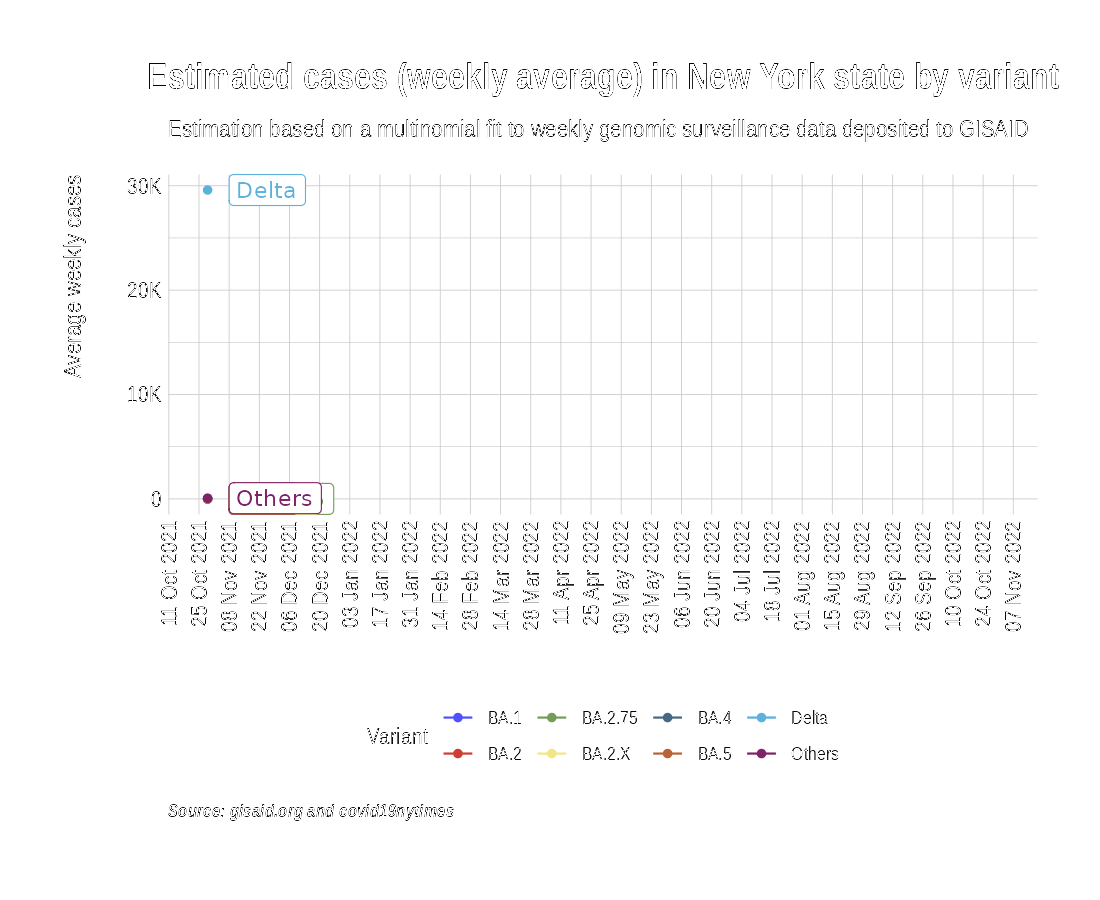 Estimated cases (weekly average) in New York state by variant
Estimation based on a multinomial fit to weekly genomic surveillance data deposited to GISAID
Average weekly cases
30K
20K
10K
0
Delta
Others
11 Oct 2021
25 Oct 2021
08 Nov 2021
22 Nov 2021
06 Dec 2021
20 Dec 2021
03 Jan 2022
17 Jan 2022
31 Jan 2022
14 Feb 2022
28 Feb 2022
14 Mar 2022
28 Mar 2022
11 Apr 2022
25 Apr 2022
09 May 2022
23 May 2022
06 Jun 2022
20 Jun 2022
04 Jul 2022
18 Jul 2022
01 Aug 2022
15 Aug 2022
29 Aug 2022
12 Sep 2022
26 Sep 2022
10 Oct 2022
24 Oct 2022
07 Nov 2022
Variant
BA.1 BA.2.75 BA.4 Delta
BA.2 BA.2.X BA.5 Others
Source: gisaid.org and covid19nytimes